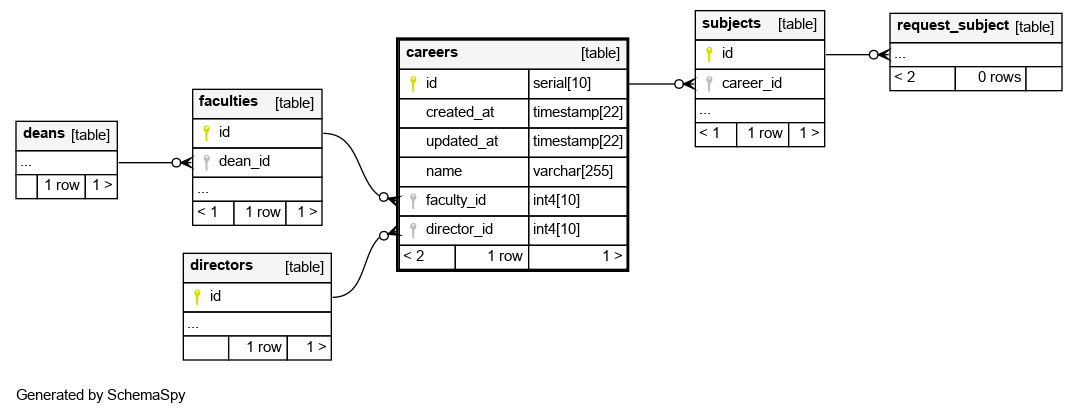 deans [table]
...
1 row 1 >
faculties [table]
id
dean_id
...
< 1 1 row 1 >
directors [table]
id
...
1 row 1 >
careers [table]
id serial[10]
created_at timestamp[22]
updated_at timestamp[22]
name varchar[255]
faculty_id int4[10]
director_id int4[10]
< 2 1 row 1 >
subjects [table]
id
career_id
...
< 1 1 row 1 >
request_subject [table]
...
< 2 0 rows
Generated by SchemaSpy